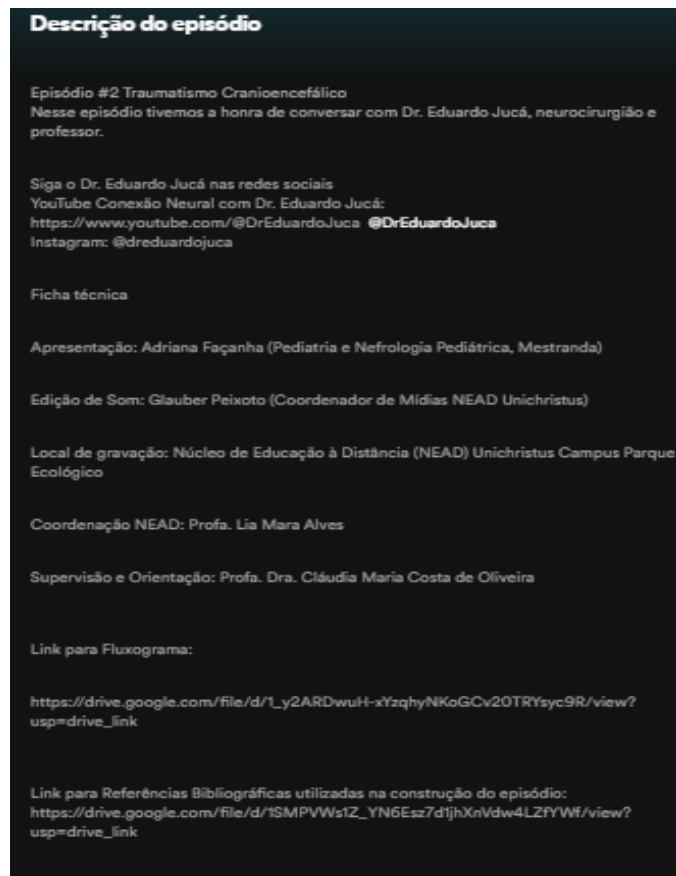 Descrição do episódio
Episódio #2 Traumatismo Cranioencefálico
Nesse episódio tivemos a honra de conversar com Dr. Eduardo Jucá, neurocirurgião e
professor.
Siga o Dr. Eduardo Jucá nas redes sociais
YouTube Conexão Neural com Dr. Eduardo Jucá:
https://www.youtube.com/@DrEduardoJuca @DrEduardoJuca
Instagram: @dreduardojuca
Ficha técnica
Apresentação: Adriana Façanha (Pediatria e Nefrologia Pediátrica, Mestranda)
Edição de Som: Glauber Peixoto (Coordenador de Mídias NEAD Unichristus)
Local de gravação: Núcleo de Educação à Distância (NEAD) Unichristus Campus Parque
Ecológico
Coordenação NEAD: Profa. Lia Mara Alves
Supervisão e Orientação: Profa. Dra. Cláudia Maria Costa de Oliveira
Link para Fluxograma:
https://drive.google.com/file/d/1_y2ARDwuH-xYzqhyNKoGCv20TRYsyc9R/view?
usp=drive_link
Link para Referências Bibliográficas utilizadas na construção do episódio:
https://drive.google.com/file/d/1SMPVWs1Z_YN6Esz7d1jhXnVdw4LZfYWf/view?
usp=drive_link